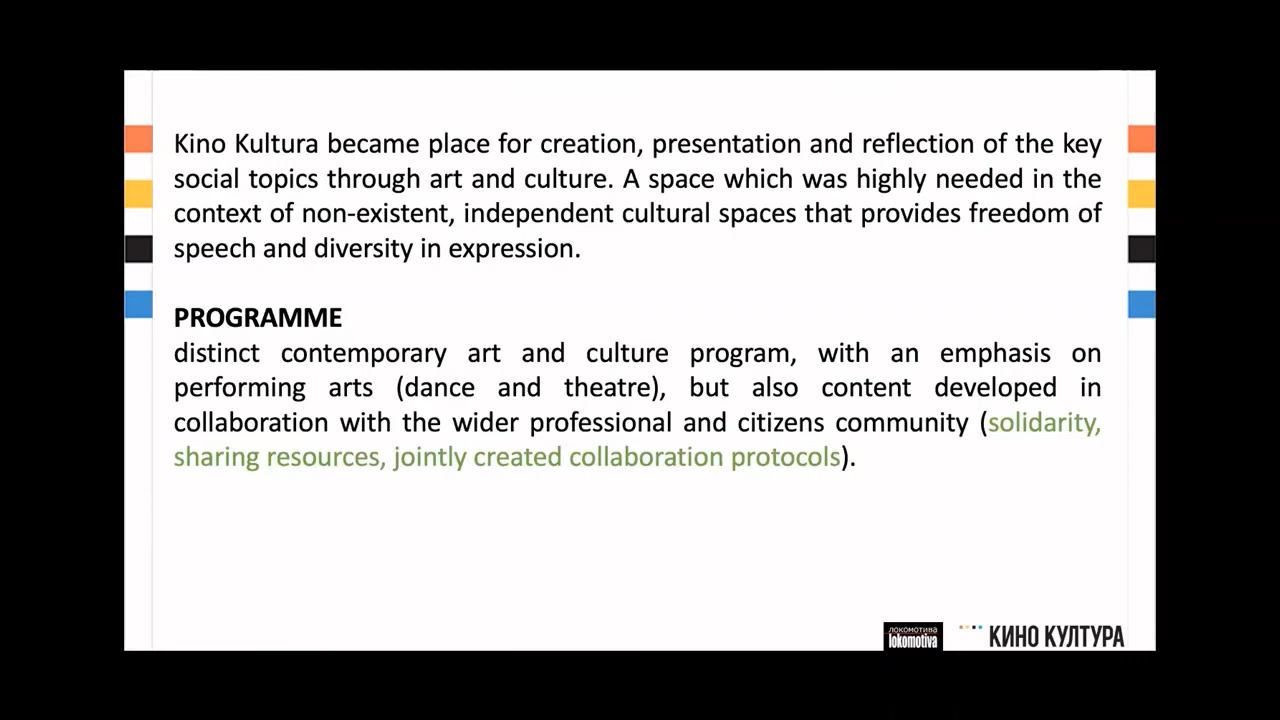 Kino Kultura became place for creation, presentation and reflection of the key
social topics through art and culture. A space which was highly needed in the
context of non-existent, independent cultural spaces that provides freedom of
speech and diversity in expression.
PROGRAMME
distinct contemporary art and culture program, with an emphasis on
performing arts (dance and theatre), but also content developed in
collaboration with the wider professional and citizens community (solidarity,
sharing resources, jointly created collaboration protocols).
локомотива
lokomotiva
КИНО КУЛТУРА